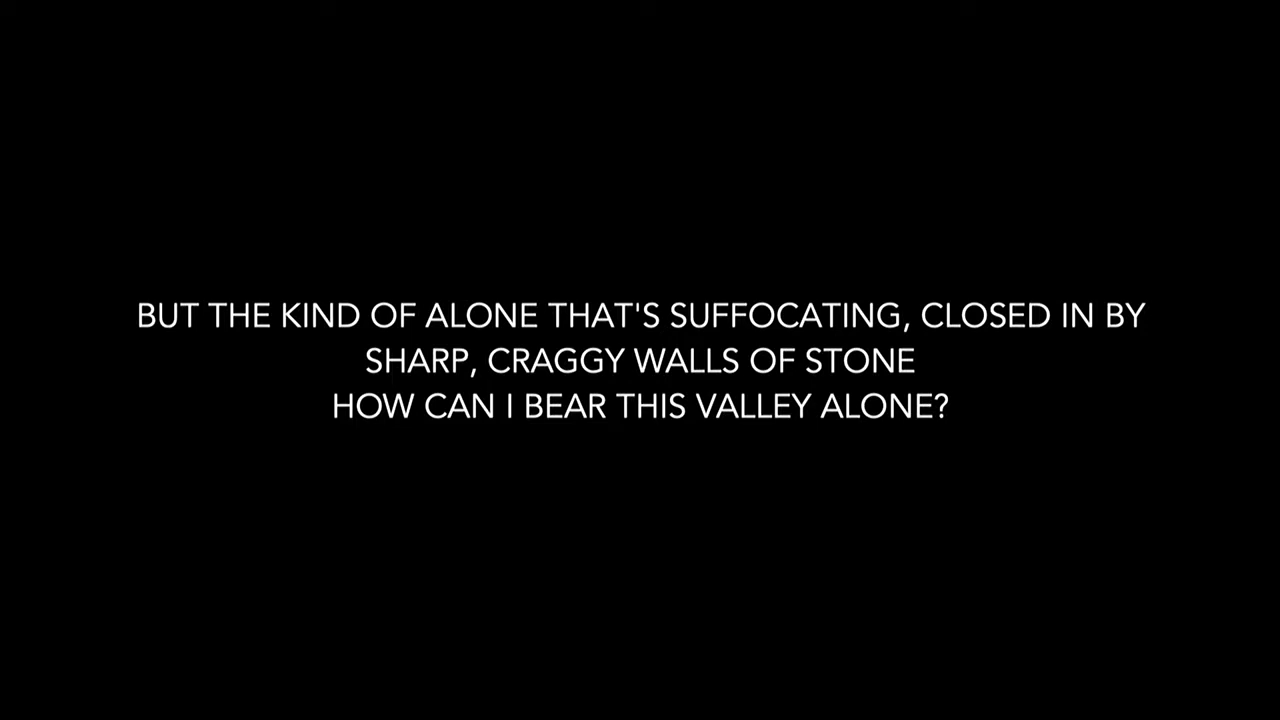 BUT THE KIND OF ALONE THAT'S SUFFOCATING, CLOSED IN BY
SHARP, CRAGGY WALLS OF STONE
HOW CAN I BEAR THIS VALLEY ALONE?